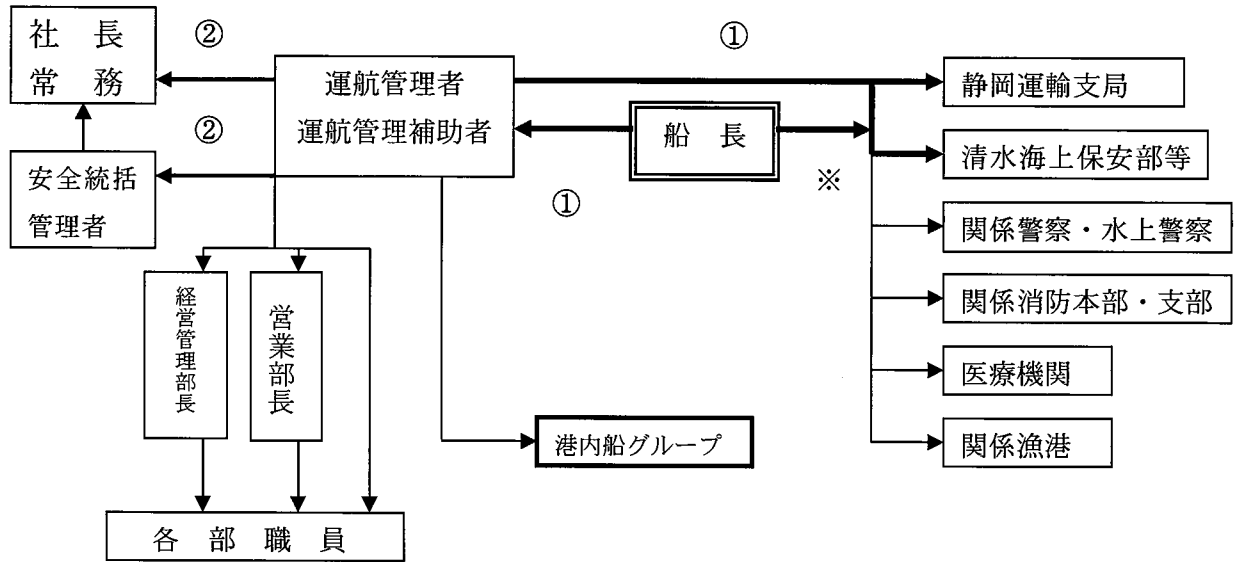 社長
常務
②
①
運航管理者
運航管理補助者
静岡運輸支局
船長
②
清水海上保安部等
安全統括
管理者
①
※
関係警察・水上警察
経営管理部長
営業部長
関係消防本部・支部
医療機関
港内船グループ
関係漁港
各部職員